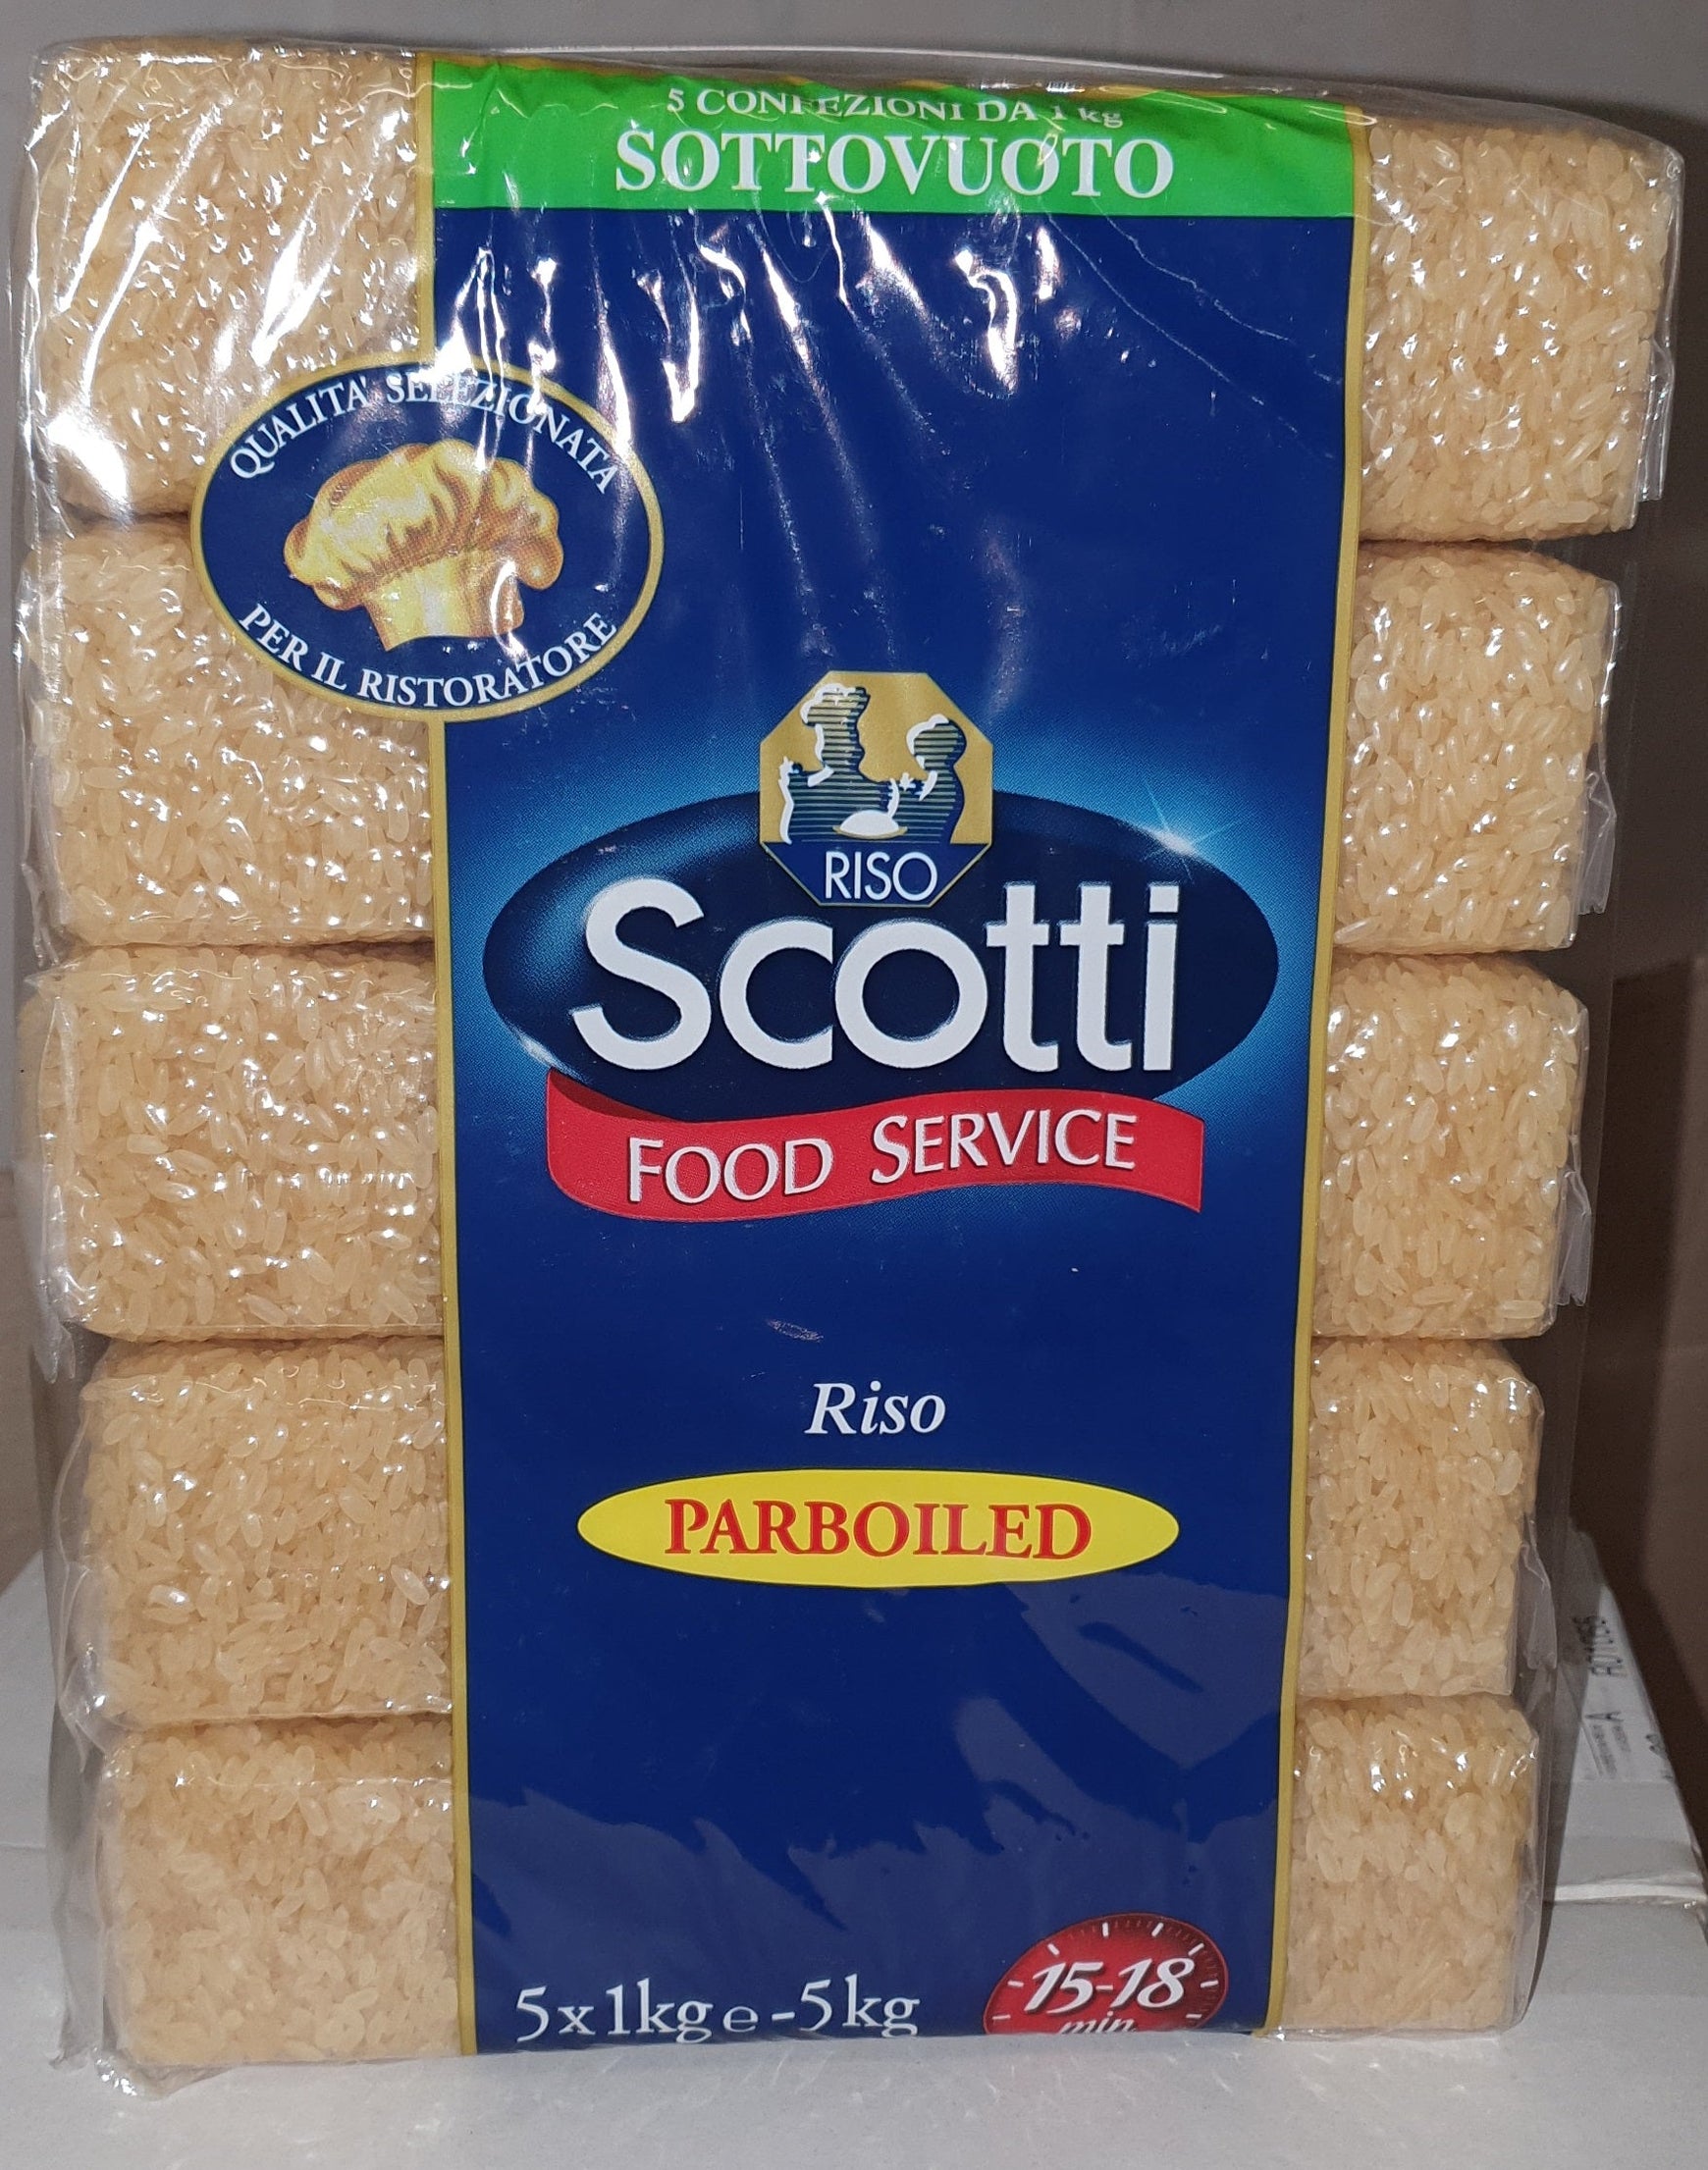 5 CONFEZIONI DA 1 kg
SOTTOVUOTO
QUALITA' SELEZIONATA
PER IL RISTORATORE
RISO
Scotti
FOOD SERVICE
Riso
PARBOILED
5x1kg e -5kg
15-18
min